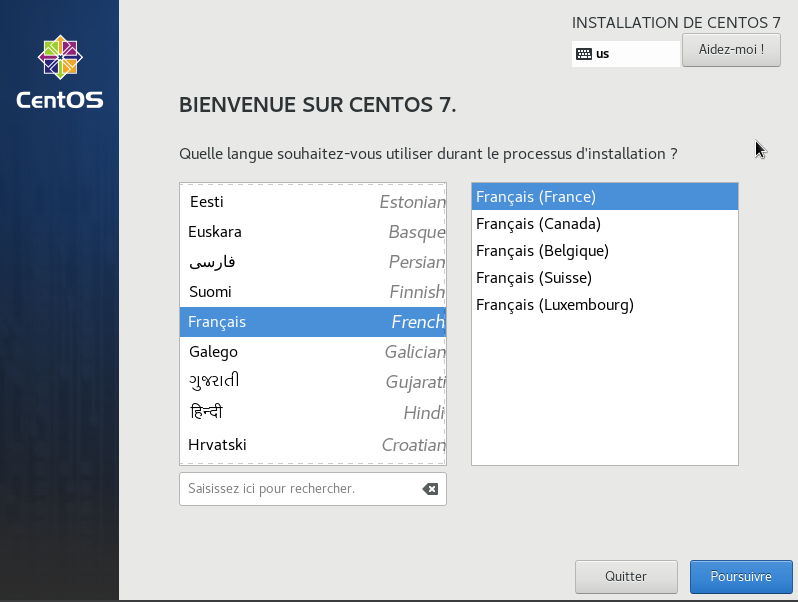 CentOS
INSTALLATION DE CENTOS 7
us
Aidez-moi !
BIENVENUE SUR CENTOS 7.
Quelle langue souhaitez-vous utiliser durant le processus d'installation ?
Eesti Estonian
Euskara Basque
فارسی Persian
Suomi Finnish
Français French
Galego Galician
ગુજરાતી Gujarati
हिन्दी Hindi
Hrvatski Croatian
Saisissez ici pour rechercher.
Français (France)
Français (Canada)
Français (Belgique)
Français (Suisse)
Français (Luxembourg)
Quitter
Poursuivre